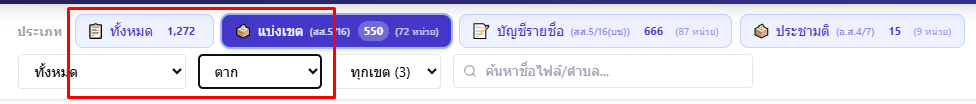 ประเภท ทั้งหมด 1,272 แบ่งเขต (สส.5/16) 550 (72 หน่วย) บัญชีรายชื่อ (สส.5/16(บช)) 666 (87 หน่วย) ประชามติ (อ.ส.4/7) 15 (9 หน่วย)
ทั้งหมด ตาก ทุกเขต (3) ค้นหาชื่อไฟล์/ตำบล...